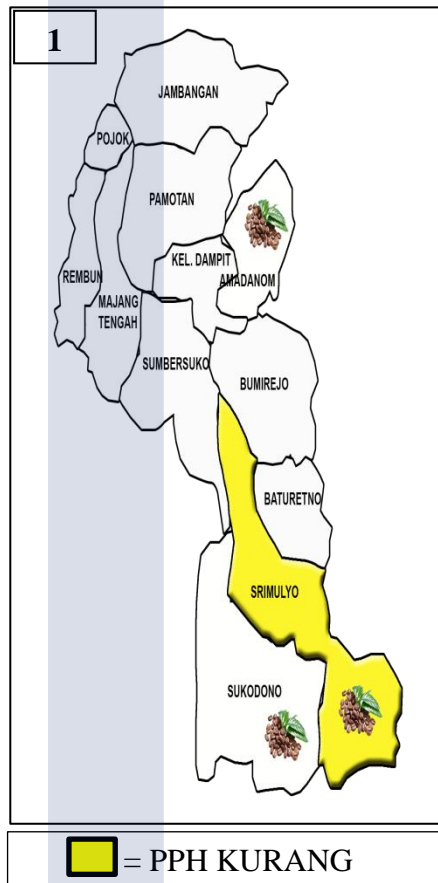 1
JAMBANGAN
POJOK
PAMOTAN
KEL. DAMPIT
REMBUN
AMADANOM
MAJANG
TENGAH
SUMBERSUKO
BUMIREJO
BATURETNO
SRIMULYO
SUKODONO
= PPH KURANG